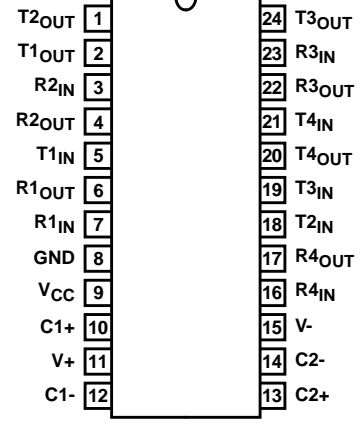 T2OUT 1 24 T3OUT
T1OUT 2 23 R3IN
R2IN 3 22 R3OUT
R2OUT 4 21 T4IN
T1IN 5 20 T4OUT
R1OUT 6 19 T3IN
R1IN 7 18 T2IN
GND 8 17 R4OUT
VCC 9 16 R4IN
C1+ 10 15 V-
V+ 11 14 C2-
C1- 12 13 C2+